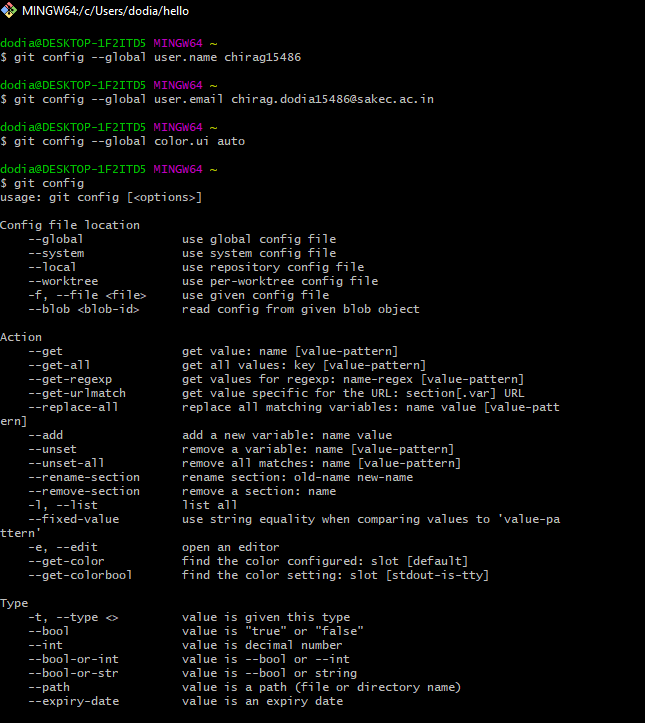 MINGW64:/c/Users/dodia/hello
dodia@DESKTOP-1F2ITD5 MINGW64 ~
$ git config --global user.name chirag15486
dodia@DESKTOP-1F2ITD5 MINGW64 ~
$ git config --global user.email chirag.dodia15486@sakec.ac.in
dodia@DESKTOP-1F2ITD5 MINGW64 ~
$ git config --global color.ui auto
dodia@DESKTOP-1F2ITD5 MINGW64 ~
$ git config
usage: git config [<options>]
Config file location
--global use global config file
--system use system config file
--local use repository config file
--worktree use per-worktree config file
-f, --file <file> use given config file
--blob <blob-id> read config from given blob object
Action
--get get value: name [value-pattern]
--get-all get all values: key [value-pattern]
--get-regexp get values for regexp: name-regex [value-pattern]
--get-urlmatch get value specific for the URL: section[.var] URL
--replace-all replace all matching variables: name value [value-patt
ern]
--add add a new variable: name value
--unset remove a variable: name [value-pattern]
--unset-all remove all matches: name [value-pattern]
--rename-section rename section: old-name new-name
--remove-section remove a section: name
-l, --list list all
--fixed-value use string equality when comparing values to 'value-pa
ttern'
-e, --edit open an editor
--get-color find the color configured: slot [default]
--get-colorbool find the color setting: slot [stdout-is-tty]
Type
-t, --type <> value is given this type
--bool value is "true" or "false"
--int value is decimal number
--bool-or-int value is --bool or --int
--bool-or-str value is --bool or string
--path value is a path (file or directory name)
--expiry-date value is an expiry date